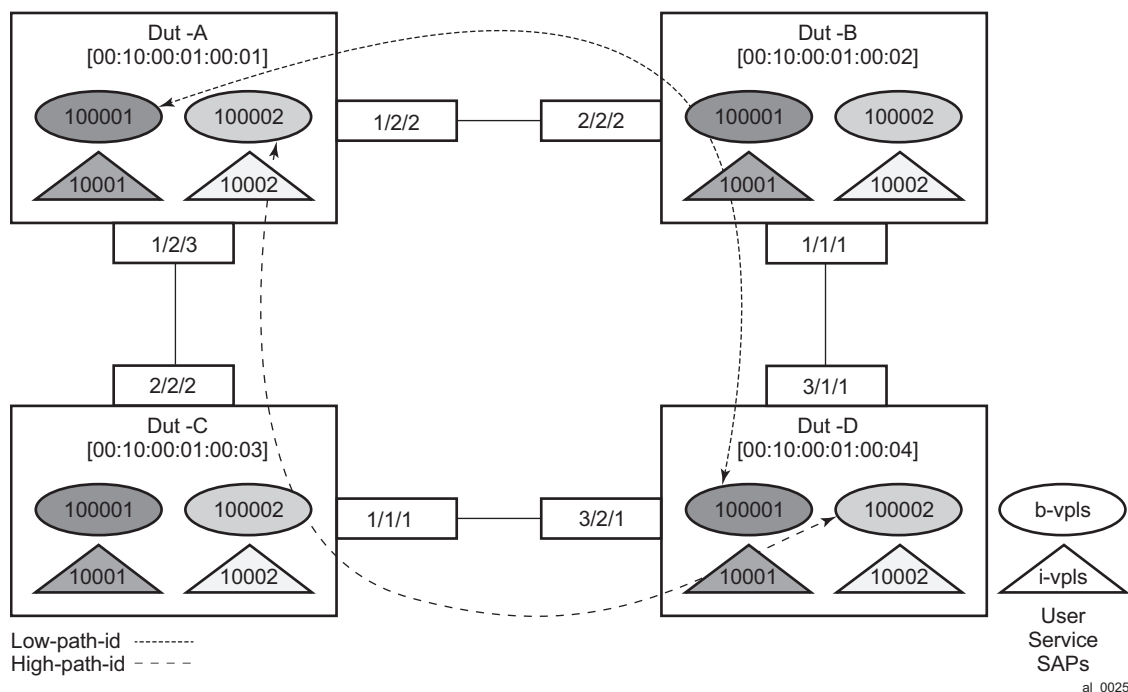 Dut -A
[00:10:00:01:00:01]
100001
100002
10001
10002
1/2/2
2/2/2
Dut -B
[00:10:00:01:00:02]
100001
100002
10001
10002
1/2/3
1/1/1
2/2/2
3/1/1
Dut -C
[00:10:00:01:00:03]
100001
100002
10001
10002
1/1/1
3/2/1
Dut -D
[00:10:00:01:00:04]
100001
100002
10001
10002
b-vpls
i-vpls
User
Service
SAPs
Low-path-id
High-path-id
al_0025